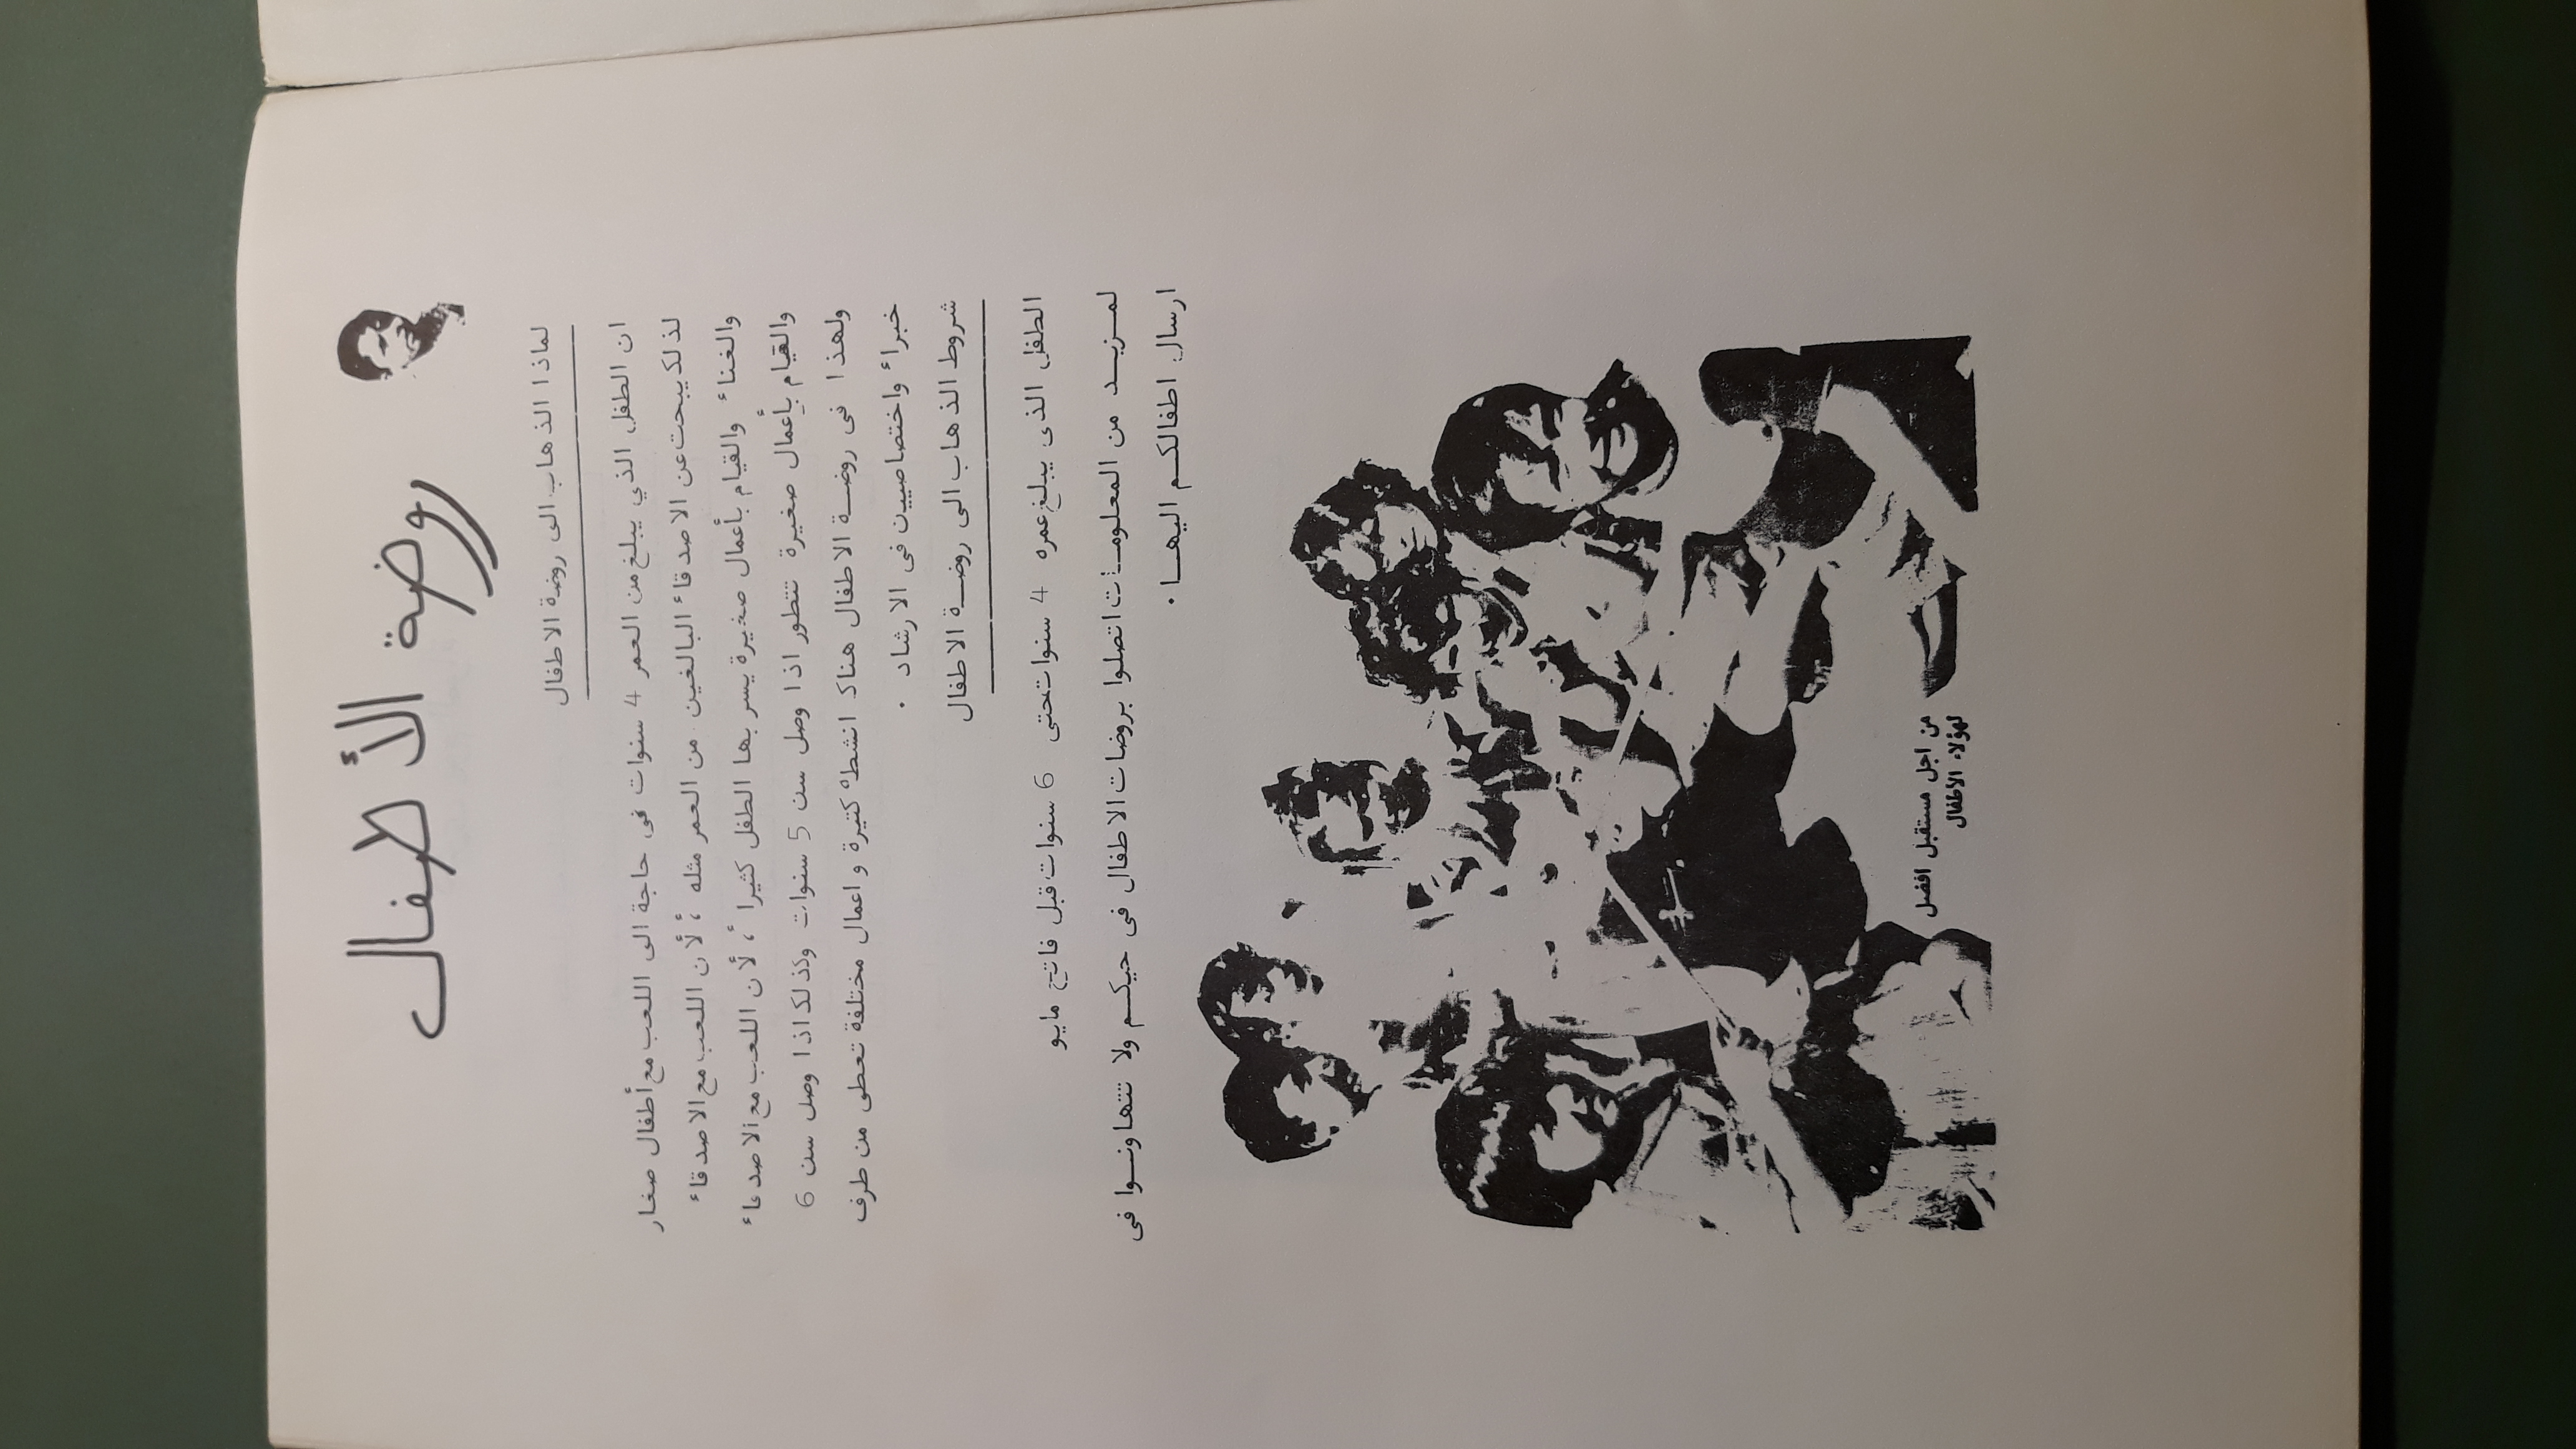 روضة الأطفال
لماذا الذهاب الى روضة الاطفال
ان الطفل الذي يبلغ من العمر 4 سنوات فى حاجة الى اللعب مع أطفال صغار
لذلك يبحت عن الاصدقاء البالغين من العمر مثله ، لأن اللعب مع الاصدقاء
والغناء والقيام بأعمال صغيرة يسر بها الطفل كثيرا ، لأن اللعب مع الاصدقاء
والقيام بأعمال صغيرة تتطور اذا وصل سن 5 سنوات وكذلك اذا وصل سن 6
ولهذا فى روضة الاطفال هناك انشطه كتيرة و اعمال مختلفة تعطى من طرف
خبراء واختصاصيين فى الارشاد .
شروط الذهاب الى روضة الاطفال
الطفل الذى يبلغ عمره 4 سنوات حتى 6 سنوات قبل فاتح مايو
لمزيد من المعلومات اتصلوا بروضات الاطفال فى حيكم ولا تتهاونوا فى
ارسال اطفالكم اليها .
من اجل مستقبل افضل
لهؤلاء الأطفال